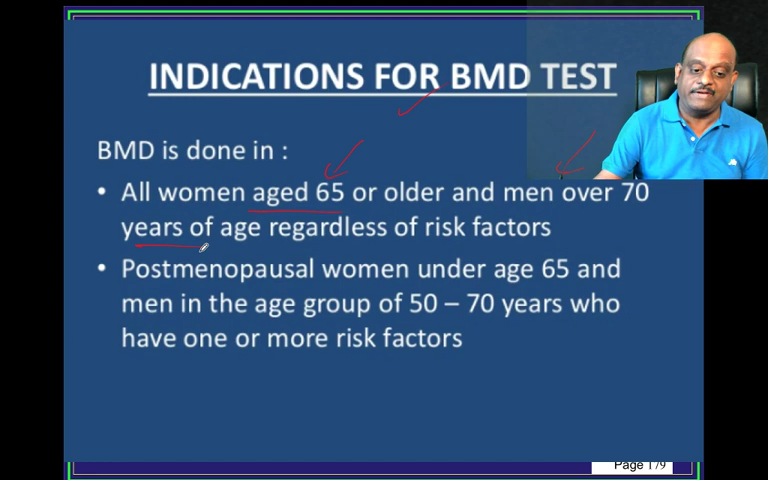 INDICATIONS FOR BMD TEST
BMD is done in :
• All women aged 65 or older and men over 70
years of age regardless of risk factors
• Postmenopausal women under age 65 and
men in the age group of 50 – 70 years who
have one or more risk factors
Page 179